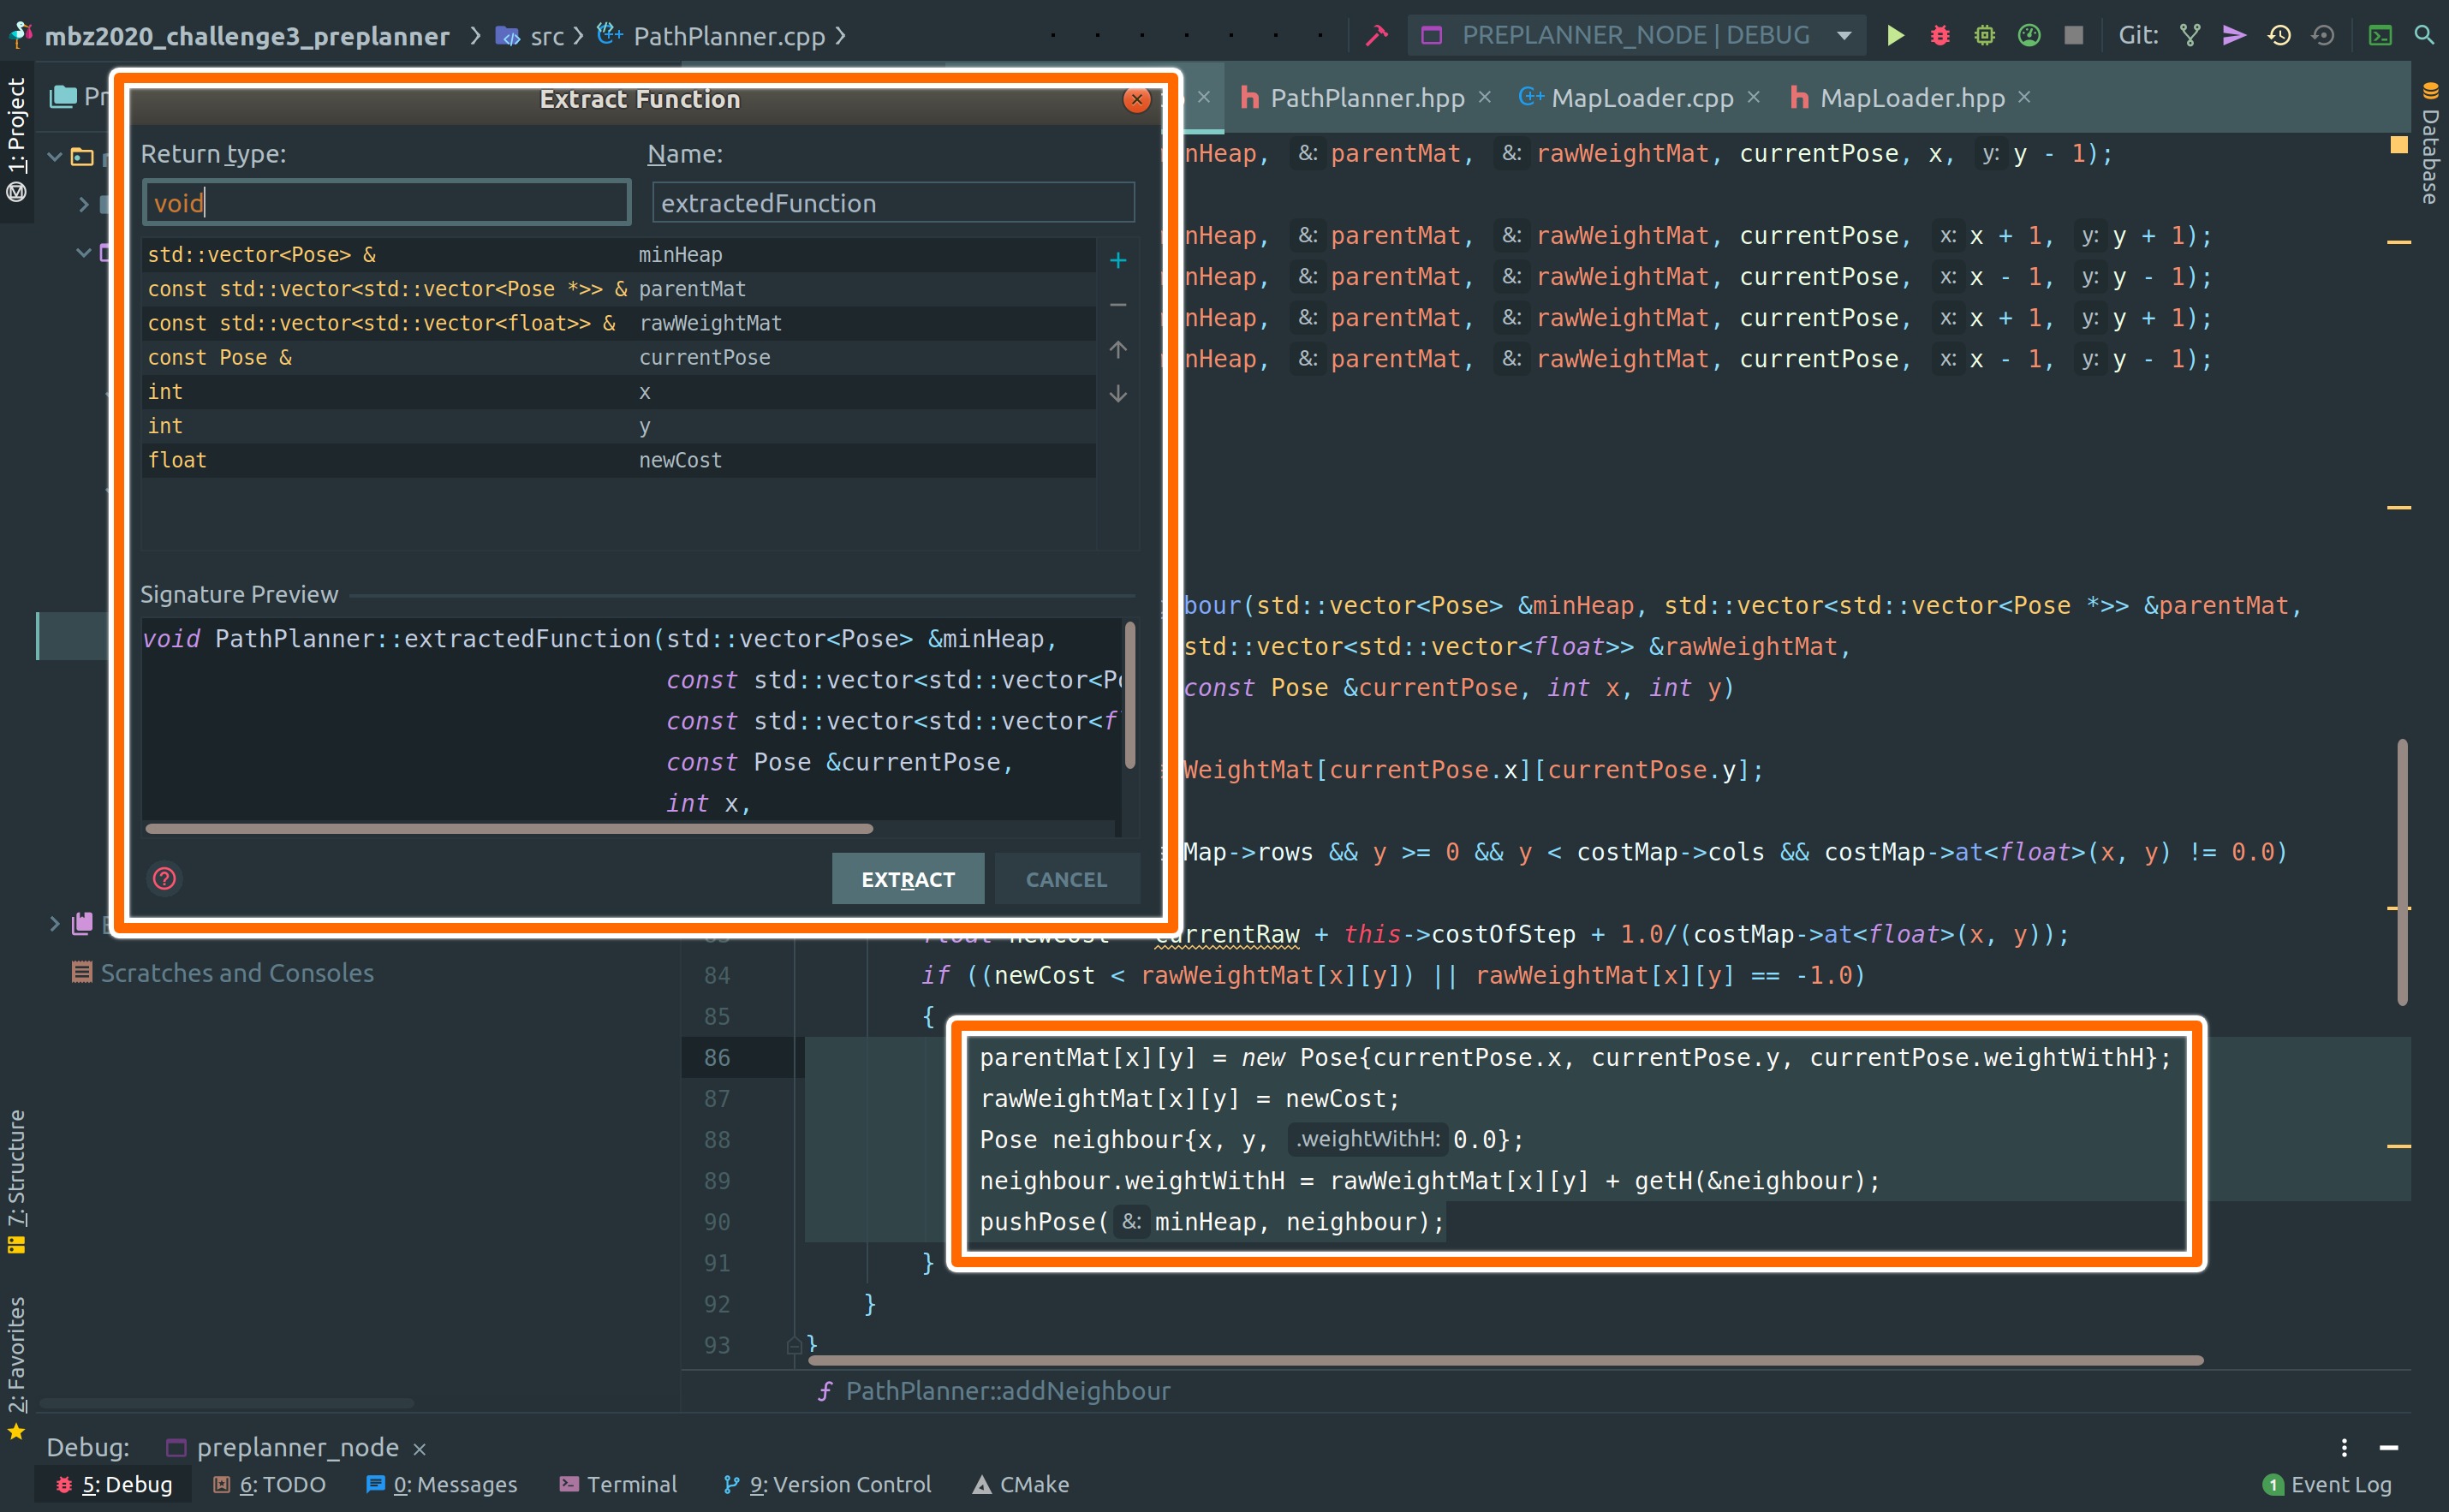 mbz2020_challenge3_preplanner
src
PathPlanner.cpp
PREPLANNER_NODE | DEBUG
Git:
1: Project
Extract Function
Return type:
Name:
void
extractedFunction
std::vector<Pose> & minHeap
const std::vector<std::vector<Pose *>> & parentMat
const std::vector<std::vector<float>> & rawWeightMat
const Pose & currentPose
int x
int y
float newCost
Signature Preview
void PathPlanner::extractedFunction(std::vector<Pose> &minHeap,
const std::vector<std::vector<Po
const std::vector<std::vector<f
const Pose &currentPose,
int x,
EXTRACT
CANCEL
PathPlanner.hpp
MapLoader.cpp
MapLoader.hpp
Database
nHeap, &: parentMat, &: rawWeightMat, currentPose, x, y: y - 1);
nHeap, &: parentMat, &: rawWeightMat, currentPose, x: x + 1, y: y + 1);
nHeap, &: parentMat, &: rawWeightMat, currentPose, x: x - 1, y: y - 1);
nHeap, &: parentMat, &: rawWeightMat, currentPose, x: x + 1, y: y + 1);
nHeap, &: parentMat, &: rawWeightMat, currentPose, x: x - 1, y: y - 1);
bour(std::vector<Pose> &minHeap, std::vector<std::vector<Pose *>> &parentMat,
std::vector<std::vector<float>> &rawWeightMat,
const Pose &currentPose, int x, int y)
WeightMat[currentPose.x][currentPose.y];
Map->rows && y >= 0 && y < costMap->cols && costMap->at<float>(x, y) != 0.0)
currentRaw + this->costOfStep + 1.0/(costMap->at<float>(x, y));
84 if ((newCost < rawWeightMat[x][y]) || rawWeightMat[x][y] == -1.0)
85 {
86 parentMat[x][y] = new Pose{currentPose.x, currentPose.y, currentPose.weightWithH};
87 rawWeightMat[x][y] = newCost;
88 Pose neighbour{x, y, .weightWithH: 0.0};
89 neighbour.weightWithH = rawWeightMat[x][y] + getH(&neighbour);
90 pushPose( &: minHeap, neighbour);
91 }
92 }
93 }
PathPlanner::addNeighbour
Scratches and Consoles
7: Structure
2: Favorites
Debug:
preplanner_node
5: Debug
6: TODO
0: Messages
Terminal
9: Version Control
CMake
1 Event Log